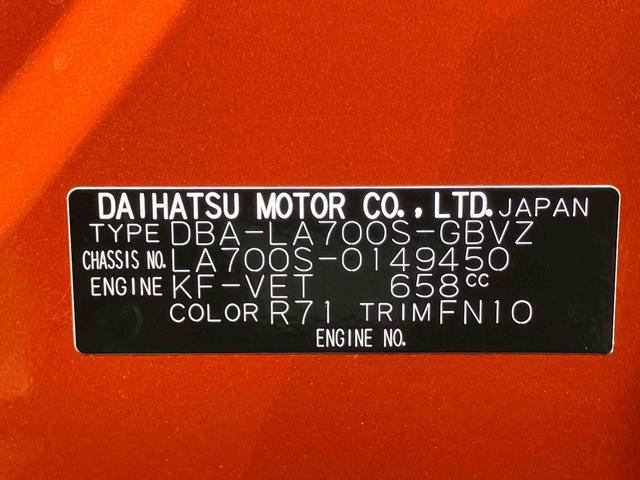 DAIHATSU MOTOR CO., LTD. JAPAN
TYPE DBA-LA700S-GBVZ
CHASSIS NO. LA700S-0149450
ENGINE KF-VET 658cc
COLOR R71 TRIM FN10
ENGINE NO.